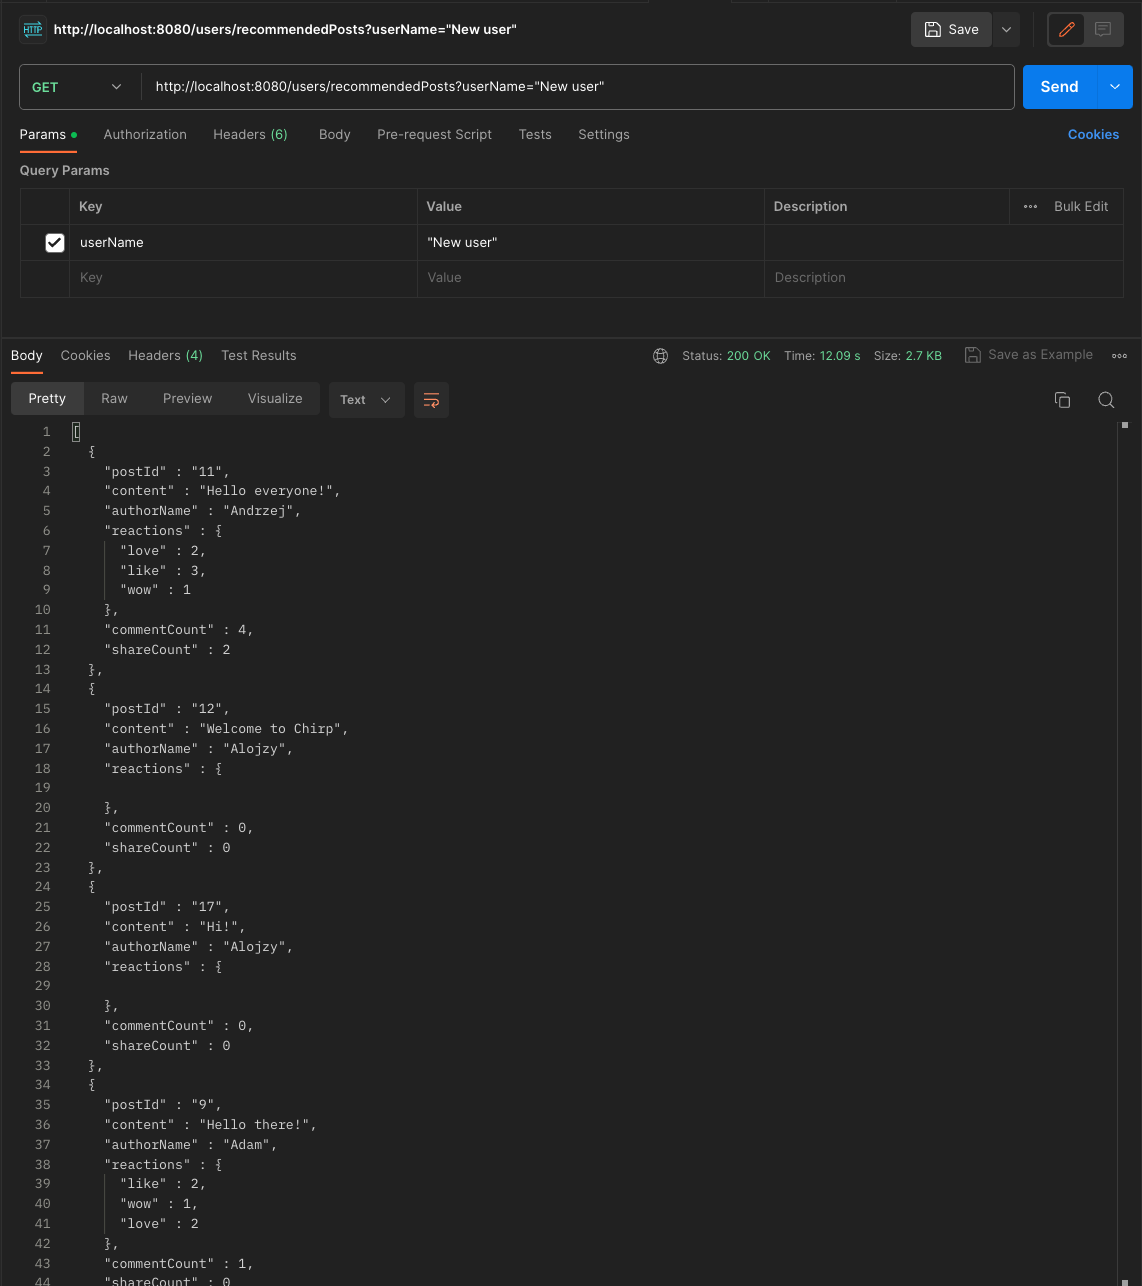 HTTP http://localhost:8080/users/recommendedPosts?userName="New user" Save
GET http://localhost:8080/users/recommendedPosts?userName="New user" Send
Params Authorization Headers (6) Body Pre-request Script Tests Settings Cookies
Query Params
Key Value Description Bulk Edit
userName "New user"
Key Value Description
Body Cookies Headers (4) Test Results Status: 200 OK Time: 12.09 s Size: 2.7 KB Save as Example
Pretty Raw Preview Visualize Text
1 [
2 {
3 "postId" : "11",
4 "content" : "Hello everyone!",
5 "authorName" : "Andrzej",
6 "reactions" : {
7 "love" : 2,
8 "like" : 3,
9 "wow" : 1
10 },
11 "commentCount" : 4,
12 "shareCount" : 2
13 },
14 {
15 "postId" : "12",
16 "content" : "Welcome to Chirp",
17 "authorName" : "Alojzy",
18 "reactions" : {
19
20 },
21 "commentCount" : 0,
22 "shareCount" : 0
23 },
24 {
25 "postId" : "17",
26 "content" : "Hi!",
27 "authorName" : "Alojzy",
28 "reactions" : {
29
30 },
31 "commentCount" : 0,
32 "shareCount" : 0
33 },
34 {
35 "postId" : "9",
36 "content" : "Hello there!",
37 "authorName" : "Adam",
38 "reactions" : {
39 "like" : 2,
40 "wow" : 1,
41 "love" : 2
42 },
43 "commentCount" : 1,
44 "shareCount" : 0